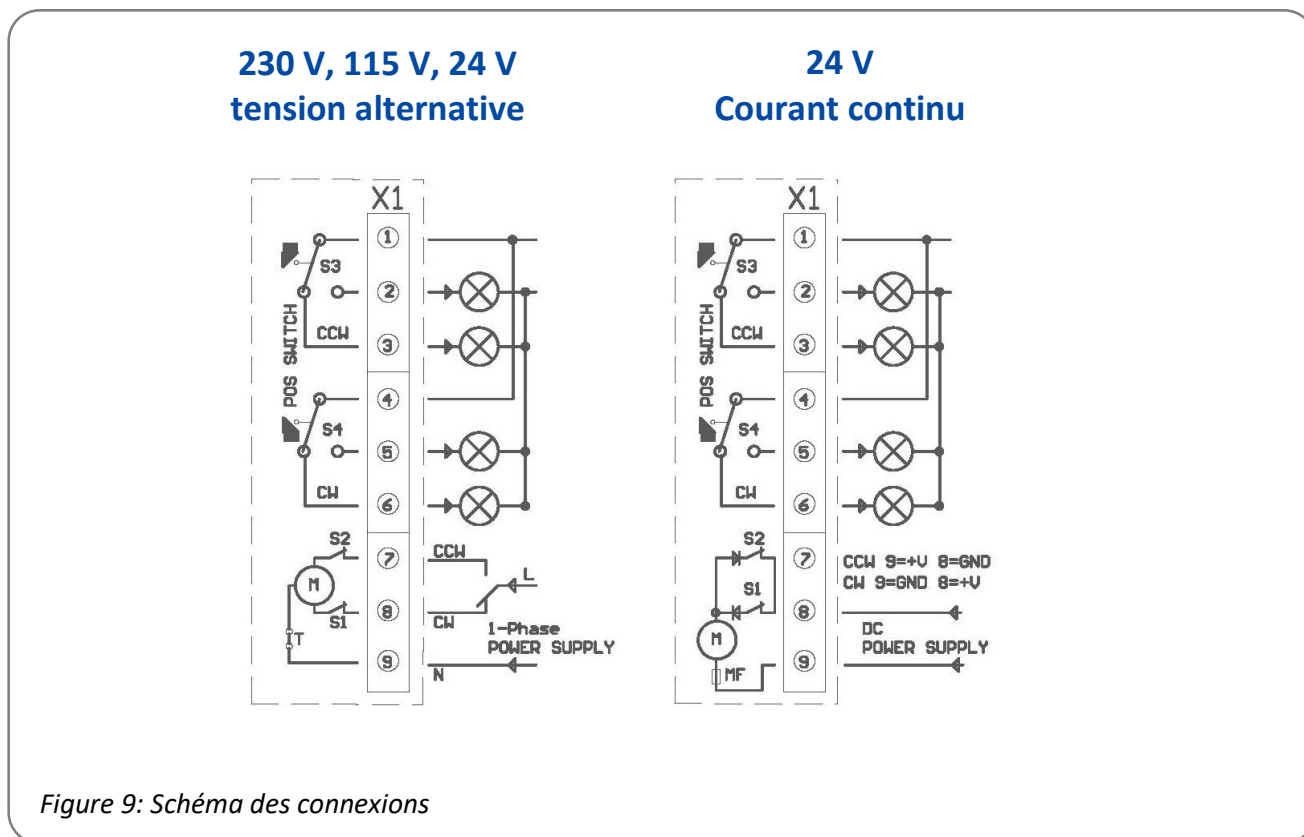 230 V, 115 V, 24 V
tension alternative
X1
1
S3
2
POS SWITCH
CCW
3
4
S4
5
CW
6
S2
7
CCW
M
L
8
S1
CW
T
1-Phase
POWER SUPPLY
9
N
24 V
Courant continu
X1
1
S3
2
POS SWITCH
CCW
3
4
S4
5
CW
6
S2
7
CCW 9=+V 8=GND
CW 9=GND 8=+V
S1
8
M
DC
POWER SUPPLY
9
MF
Figure 9: Schéma des connexions